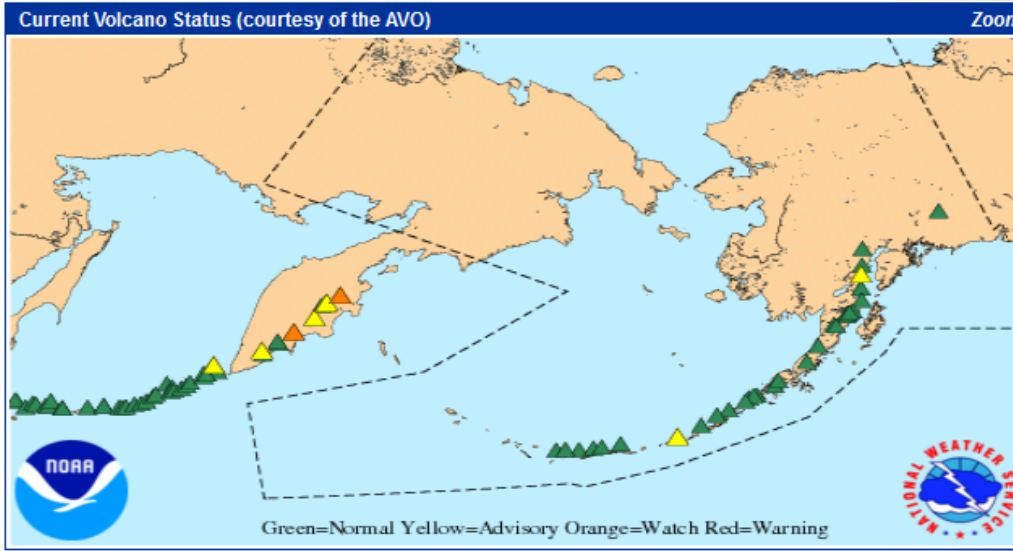 Current Volcano Status (courtesy of the AVO)
Zoom
NOAA
NATIONAL WEATHER SERVICE
Green=Normal Yellow=Advisory Orange=Watch Red=Warning